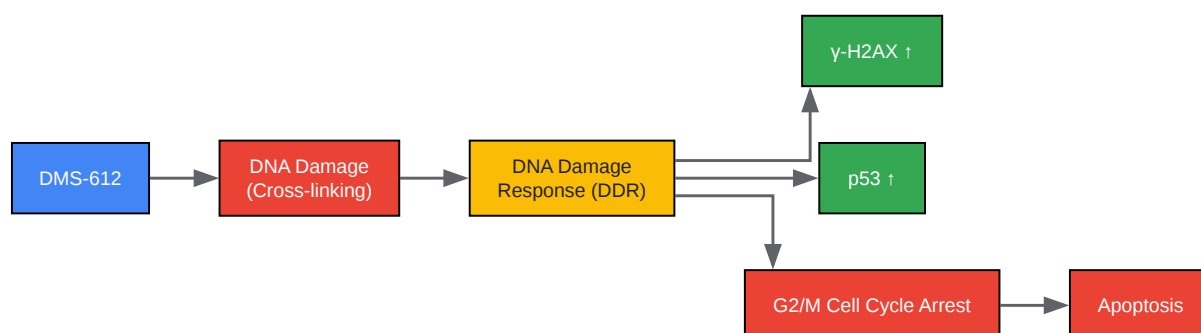 γ-H2AX ↑
DMS-612
DNA Damage
(Cross-linking)
DNA Damage
Response (DDR)
p53 ↑
G2/M Cell Cycle Arrest
Apoptosis